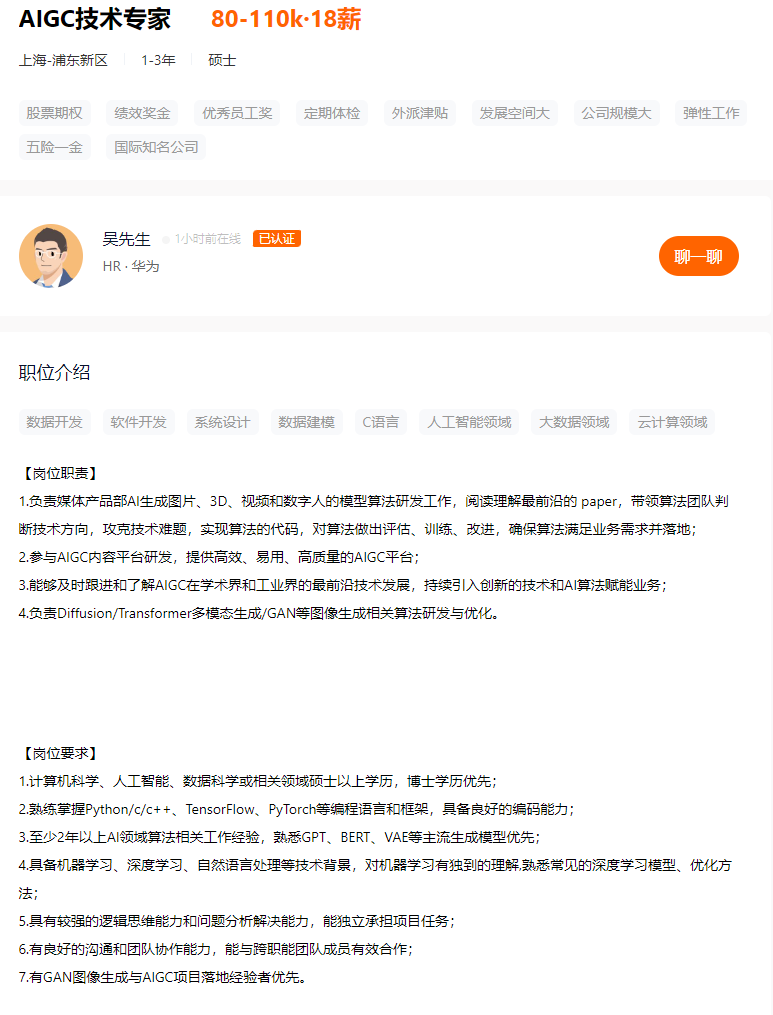 AIGC技术专家 80-110k·18薪
上海-浦东新区 1-3年 硕士
股票期权 绩效奖金 优秀员工奖 定期体检 外派津贴 发展空间大 公司规模大 弹性工作
五险一金 国际知名公司
吴先生 1小时前在线 已认证
HR · 华为
聊一聊
职位介绍
数据开发 软件开发 系统设计 数据建模 C语言 人工智能领域 大数据领域 云计算领域
【岗位职责】
1.负责媒体产品部AI生成图片、3D、视频和数字人的模型算法研发工作，阅读理解最前沿的 paper，带领算法团队判
断技术方向，攻克技术难题，实现算法的代码，对算法做出评估、训练、改进，确保算法满足业务需求并落地；
2.参与AIGC内容平台研发，提供高效、易用、高质量的AIGC平台；
3.能够及时跟进和了解AIGC在学术界和工业界的最前沿技术发展，持续引入创新的技术和AI算法赋能业务；
4.负责Diffusion/Transformer多模态生成/GAN等图像生成相关算法研发与优化。
【岗位要求】
1.计算机科学、人工智能、数据科学或相关领域硕士以上学历，博士学历优先；
2.熟练掌握Python/c/c++、TensorFlow、PyTorch等编程语言和框架，具备良好的编码能力；
3.至少2年以上AI领域算法相关工作经验，熟悉GPT、BERT、VAE等主流生成模型优先；
4.具备机器学习、深度学习、自然语言处理等技术背景，对机器学习有独到的理解,熟悉常见的深度学习模型、优化方
法；
5.具有较强的逻辑思维能力和问题分析解决能力，能独立承担项目任务；
6.有良好的沟通和团队协作能力，能与跨职能团队成员有效合作；
7.有GAN图像生成与AIGC项目落地经验者优先。